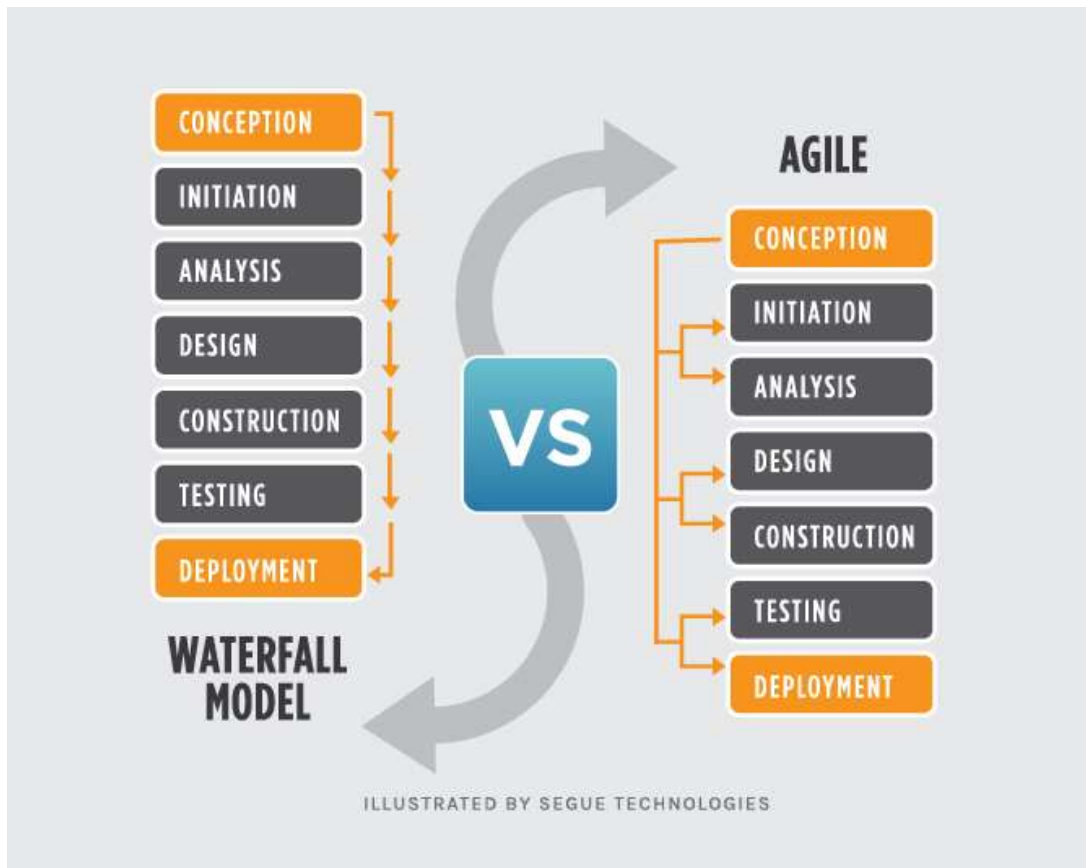 CONCEPTION
INITIATION
ANALYSIS
DESIGN
CONSTRUCTION
TESTING
DEPLOYMENT
WATERFALL
MODEL
VS
AGILE
CONCEPTION
INITIATION
ANALYSIS
DESIGN
CONSTRUCTION
TESTING
DEPLOYMENT
ILLUSTRATED BY SEGUE TECHNOLOGIES